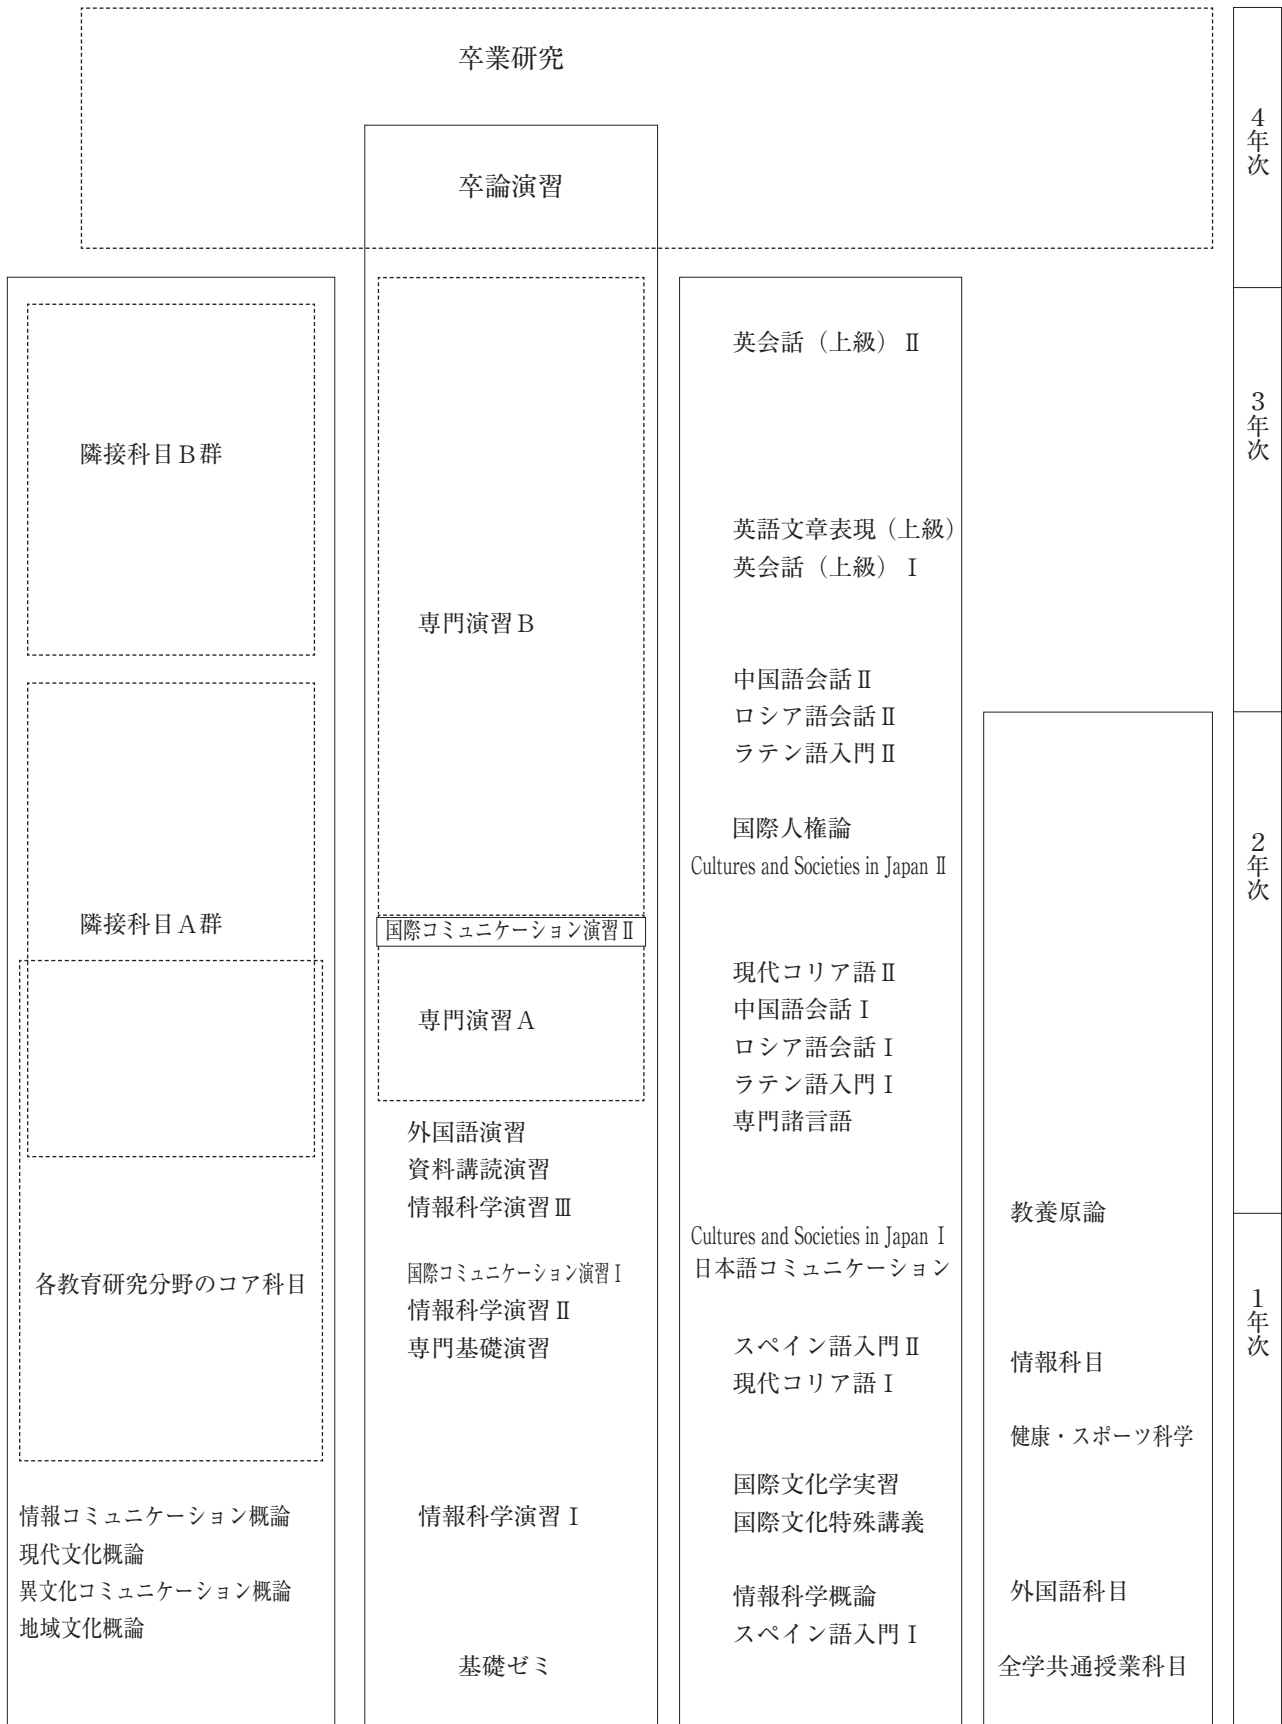 卒業研究
卒論演習
隣接科目B群
隣接科目A群
各教育研究分野のコア科目
情報コミュニケーション概論
現代文化概論
異文化コミュニケーション概論
地域文化概論
専門演習B
国際コミュニケーション演習Ⅱ
専門演習A
外国語演習
資料講読演習
情報科学演習Ⅲ
国際コミュニケーション演習Ⅰ
情報科学演習Ⅱ
専門基礎演習
情報科学演習Ⅰ
基礎ゼミ
英会話(上級)Ⅱ
英語文章表現(上級)
英会話(上級)Ⅰ
中国語会話Ⅱ
ロシア語会話Ⅱ
ラテン語入門Ⅱ
国際人権論
Cultures and Societies in Japan Ⅱ
現代コリア語Ⅱ
中国語会話Ⅰ
ロシア語会話Ⅰ
ラテン語入門Ⅰ
専門諸言語
Cultures and Societies in Japan Ⅰ
日本語コミュニケーション
スペイン語入門Ⅱ
現代コリア語Ⅰ
国際文化学実習
国際文化特殊講義
情報科学概論
スペイン語入門Ⅰ
教養原論
情報科目
健康・スポーツ科学
外国語科目
全学共通授業科目
4年次
3年次
2年次
1年次